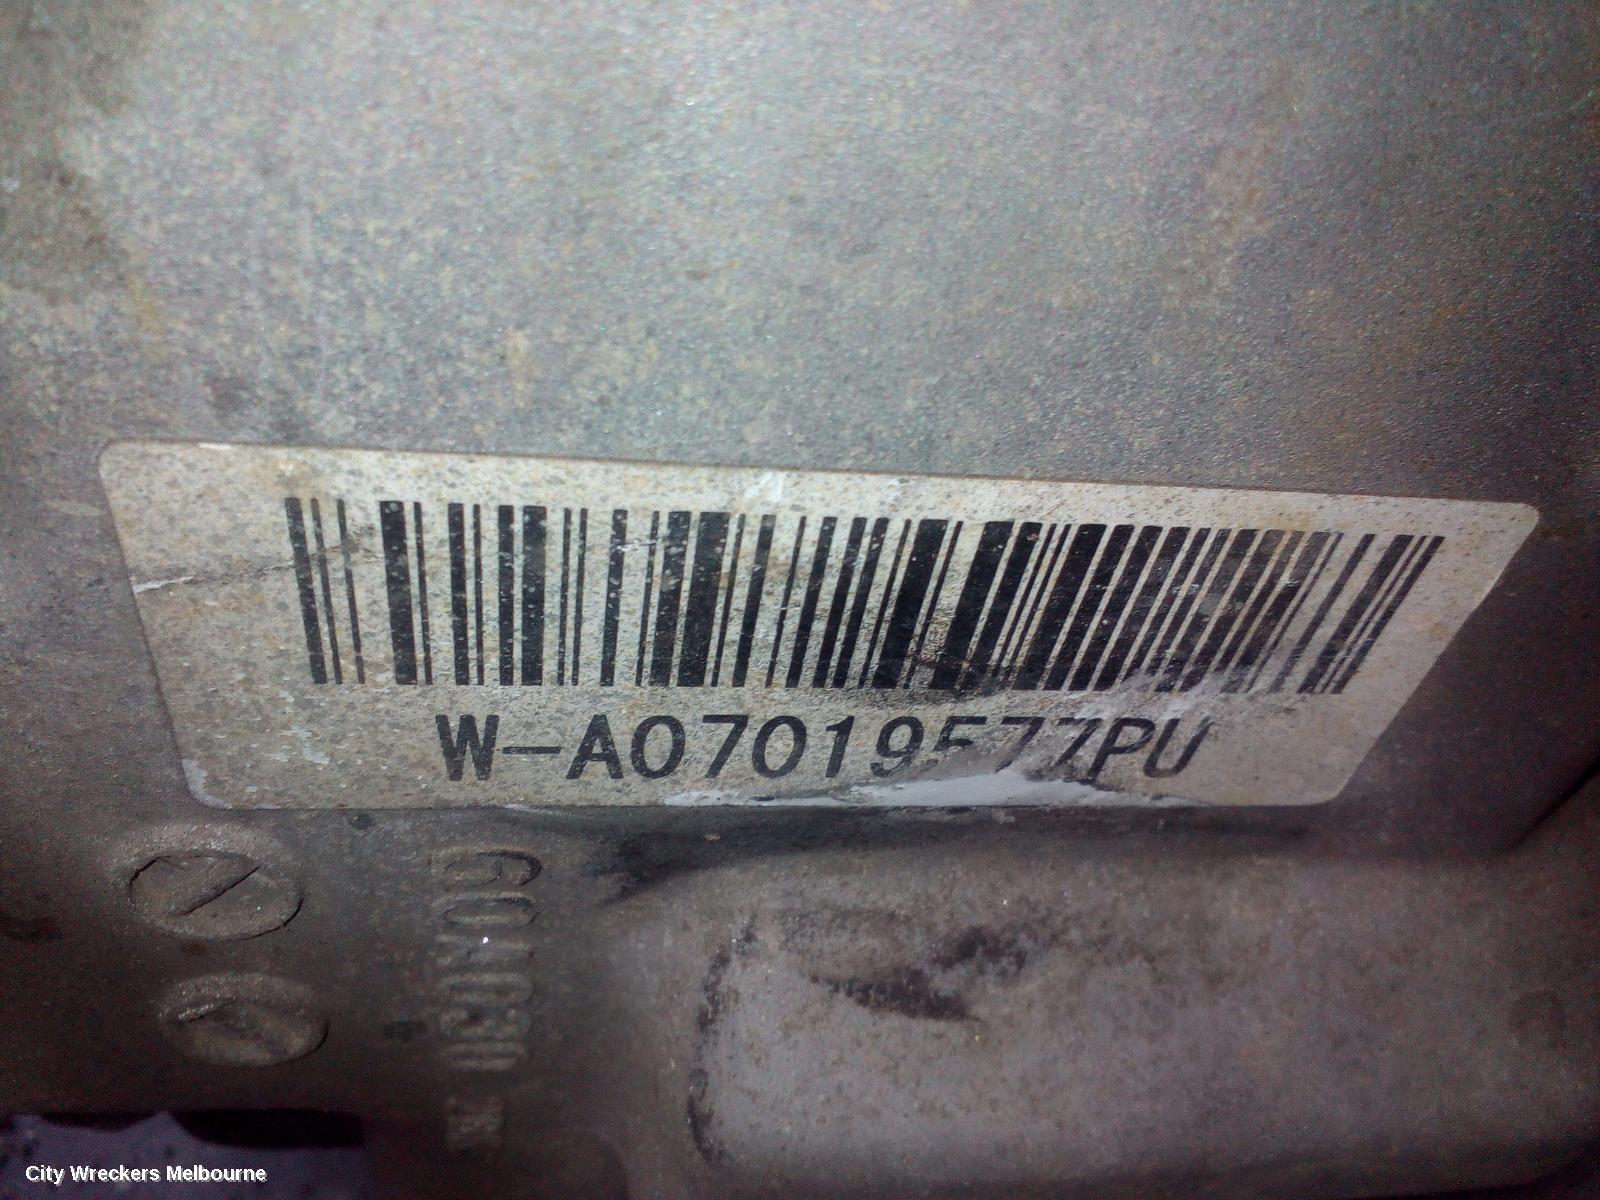 W-A07019577PU
City Wreckers Melbourne